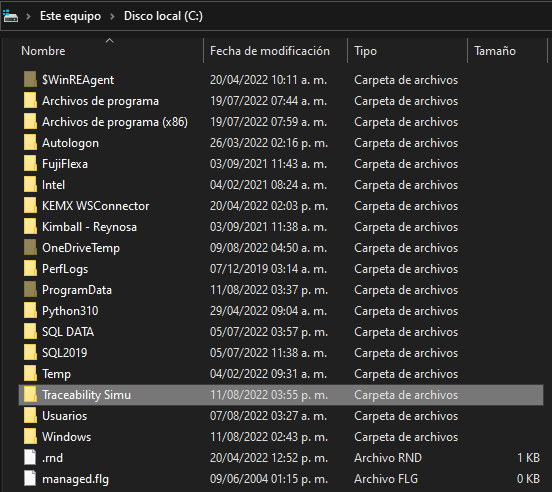 Este equipo > Disco local (C:)
Nombre Fecha de modificación Tipo Tamaño
$WinREAgent 20/04/2022 10:11 a. m. Carpeta de archivos
Archivos de programa 19/07/2022 07:44 a. m. Carpeta de archivos
Archivos de programa (x86) 19/07/2022 07:59 a. m. Carpeta de archivos
Autologon 26/03/2022 02:16 p. m. Carpeta de archivos
FujiFlexa 03/09/2021 11:43 a. m. Carpeta de archivos
Intel 04/02/2021 08:24 a. m. Carpeta de archivos
KEMX WSConnector 20/04/2022 02:03 p. m. Carpeta de archivos
Kimball - Reynosa 03/09/2021 11:38 a. m. Carpeta de archivos
OneDriveTemp 09/08/2022 04:50 a. m. Carpeta de archivos
PerfLogs 07/12/2019 03:14 a. m. Carpeta de archivos
ProgramData 11/08/2022 03:37 p. m. Carpeta de archivos
Python310 29/04/2022 09:04 a. m. Carpeta de archivos
SQL DATA 05/07/2022 03:57 p. m. Carpeta de archivos
SQL2019 05/07/2022 11:38 a. m. Carpeta de archivos
Temp 04/02/2022 09:31 a. m. Carpeta de archivos
Traceability Simu 11/08/2022 03:55 p. m. Carpeta de archivos
Usuarios 07/08/2022 03:27 a. m. Carpeta de archivos
Windows 11/08/2022 02:43 p. m. Carpeta de archivos
.rnd 20/04/2022 12:52 p. m. Archivo RND 1 KB
managed.flg 09/06/2004 01:15 p. m. Archivo FLG 0 KB